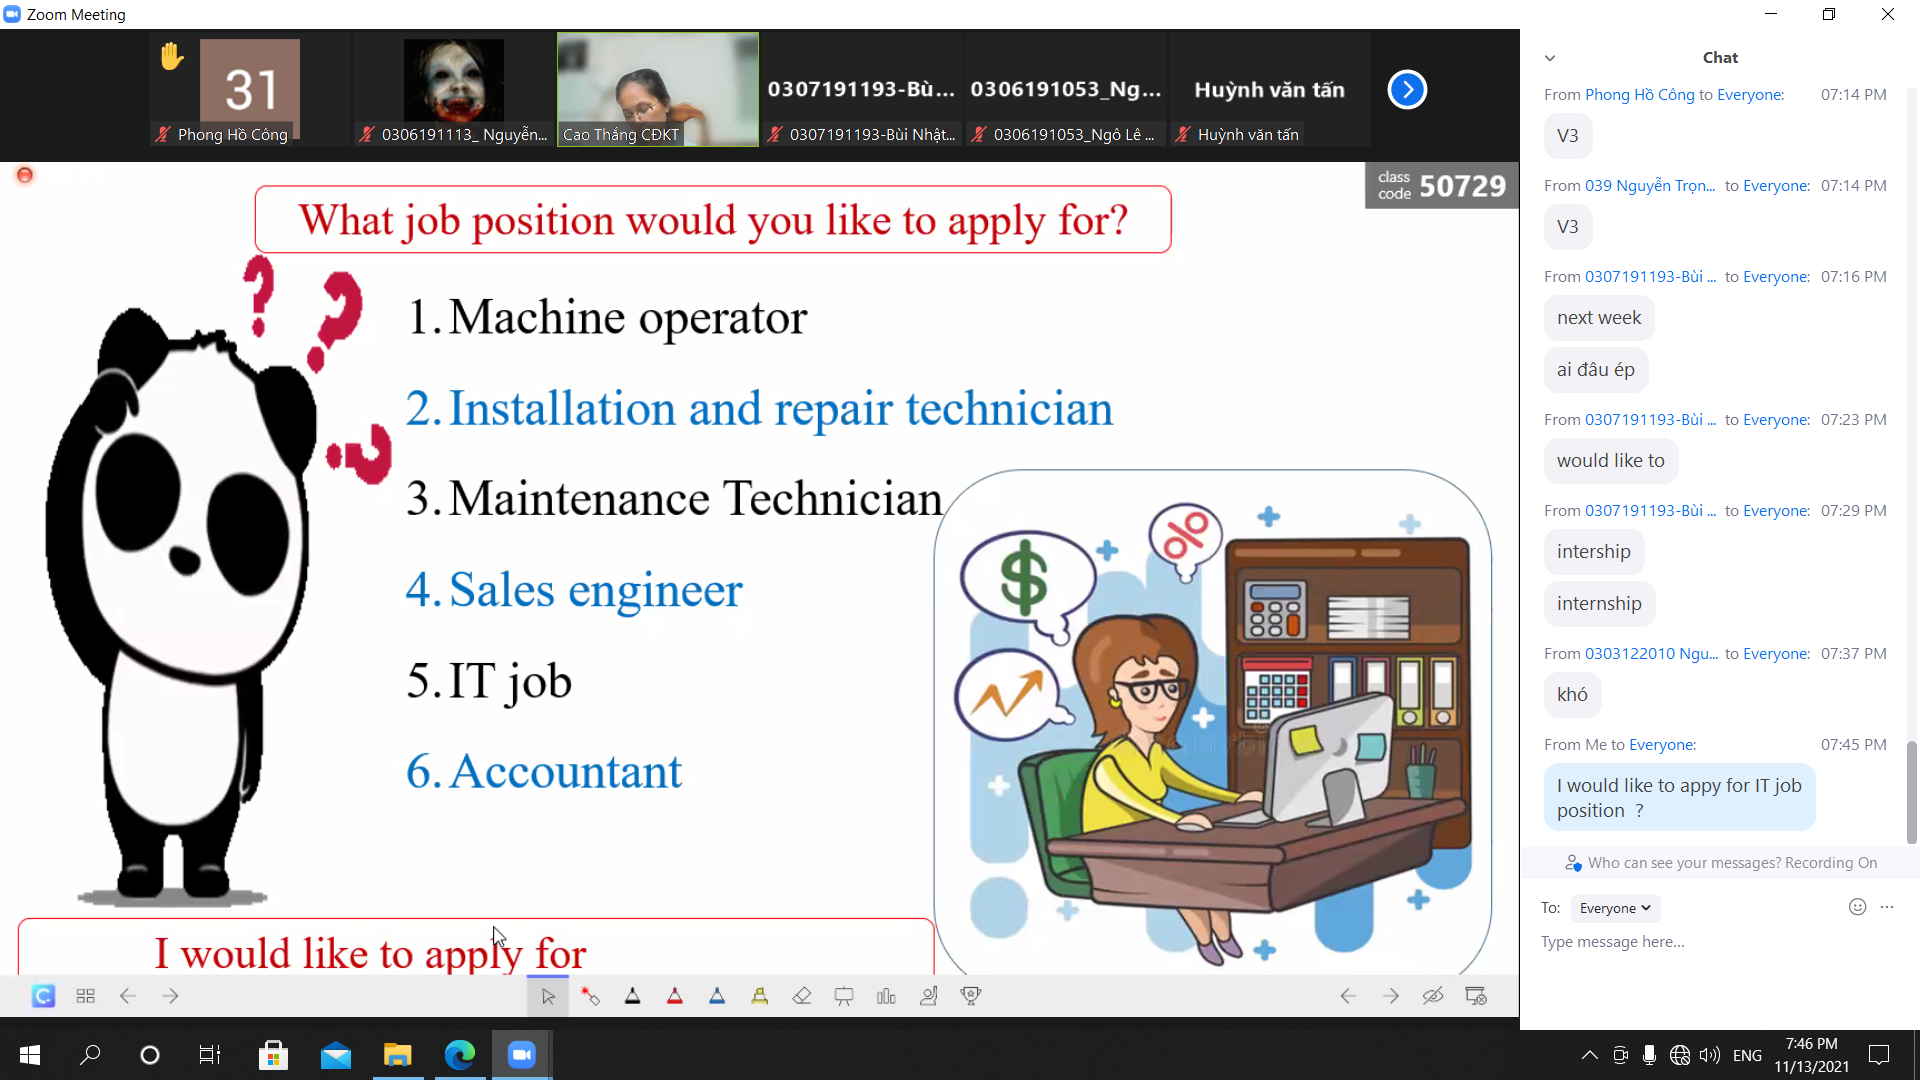 Zoom Meeting
31
Phong Hồ Công
0306191113_ Nguyễn...
Cao Thắng CĐKT
0307191193-Bù...
0307191193-Bùi Nhật...
0306191053_Ng...
0306191053_Ngô Lê ...
Huỳnh văn tấn
Huỳnh văn tấn
class code 50729
What job position would you like to apply for?
1. Machine operator
2. Installation and repair technician
3. Maintenance Technician
4. Sales engineer
5. IT job
6. Accountant
I would like to apply for
Chat
From Phong Hồ Công to Everyone: 07:14 PM
V3
From 039 Nguyễn Trọn... to Everyone: 07:14 PM
V3
From 0307191193-Bùi ... to Everyone: 07:16 PM
next week
ai đâu ép
From 0307191193-Bùi ... to Everyone: 07:23 PM
would like to
From 0307191193-Bùi ... to Everyone: 07:29 PM
intership
internship
From 0303122010 Ngu... to Everyone: 07:37 PM
khó
From Me to Everyone: 07:45 PM
I would like to appy for IT job
position ?
Who can see your messages? Recording On
To: Everyone
Type message here...
ENG
7:46 PM
11/13/2021